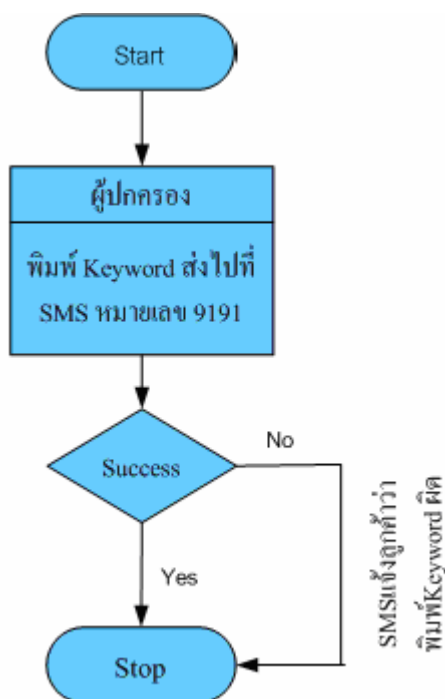 Start
ผู้ปกครอง
พิมพ์ Keyword ส่งไปที่
SMS หมายเลข 9191
Success
No
Yes
SMSแจ้งลูกค้าว่า
พิมพ์Keyword ผิด
Stop